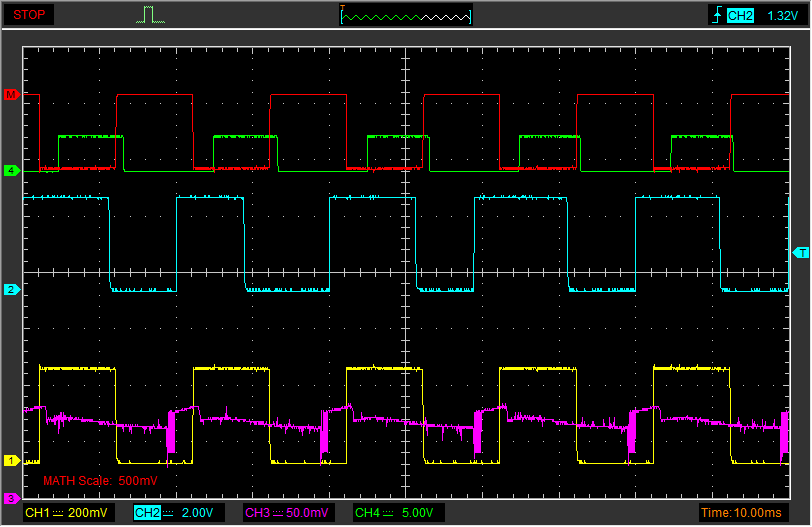 STOP
T
CH2 1.32V
M
4
T
2
1
MATH Scale: 500mV
3
CH1 200mV CH2 2.00V CH3 50.0mV CH4 5.00V Time:10.00ms